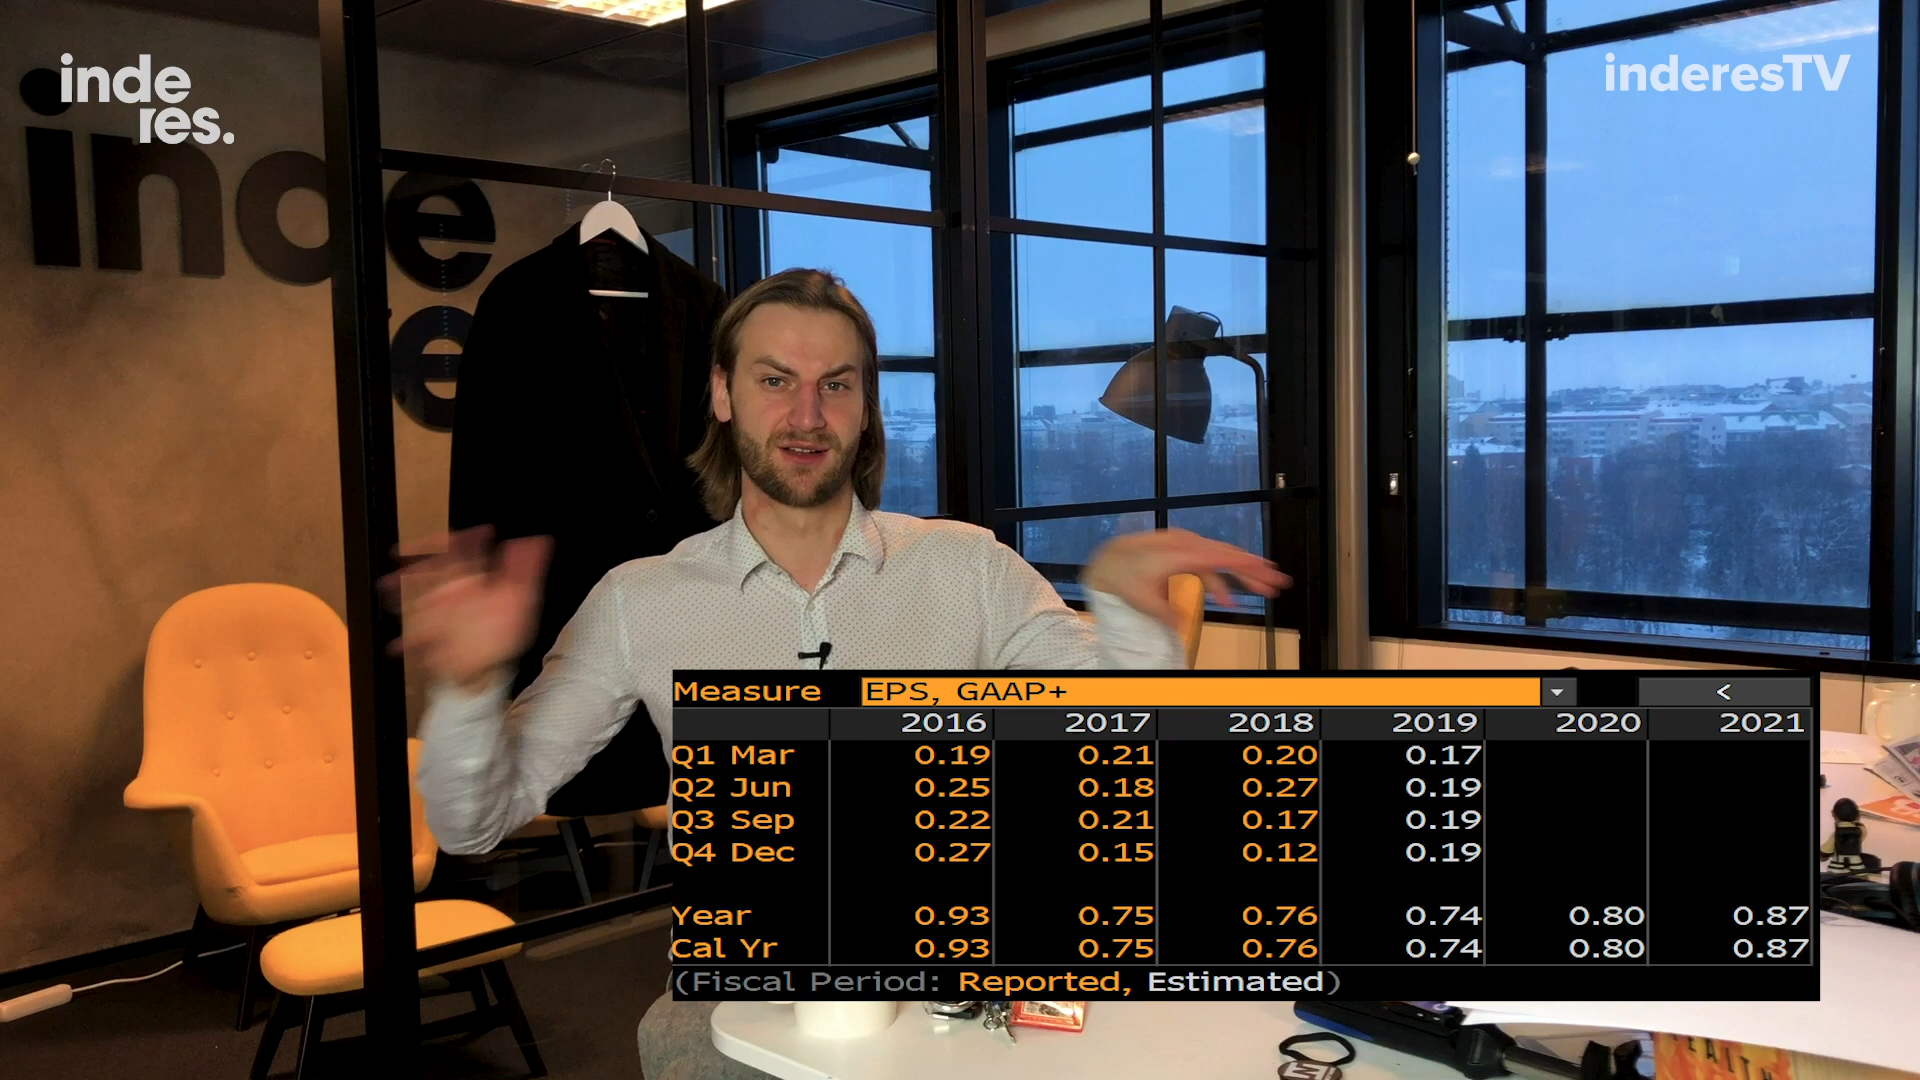 inde
res.
inderesTV
inde
e
Measure EPS, GAAP+ <
2016 2017 2018 2019 2020 2021
Q1 Mar 0.19 0.21 0.20 0.17
Q2 Jun 0.25 0.18 0.27 0.19
Q3 Sep 0.22 0.21 0.17 0.19
Q4 Dec 0.27 0.15 0.12 0.19
Year 0.93 0.75 0.76 0.74 0.80 0.87
Cal Yr 0.93 0.75 0.76 0.74 0.80 0.87
(Fiscal Period: Reported, Estimated)